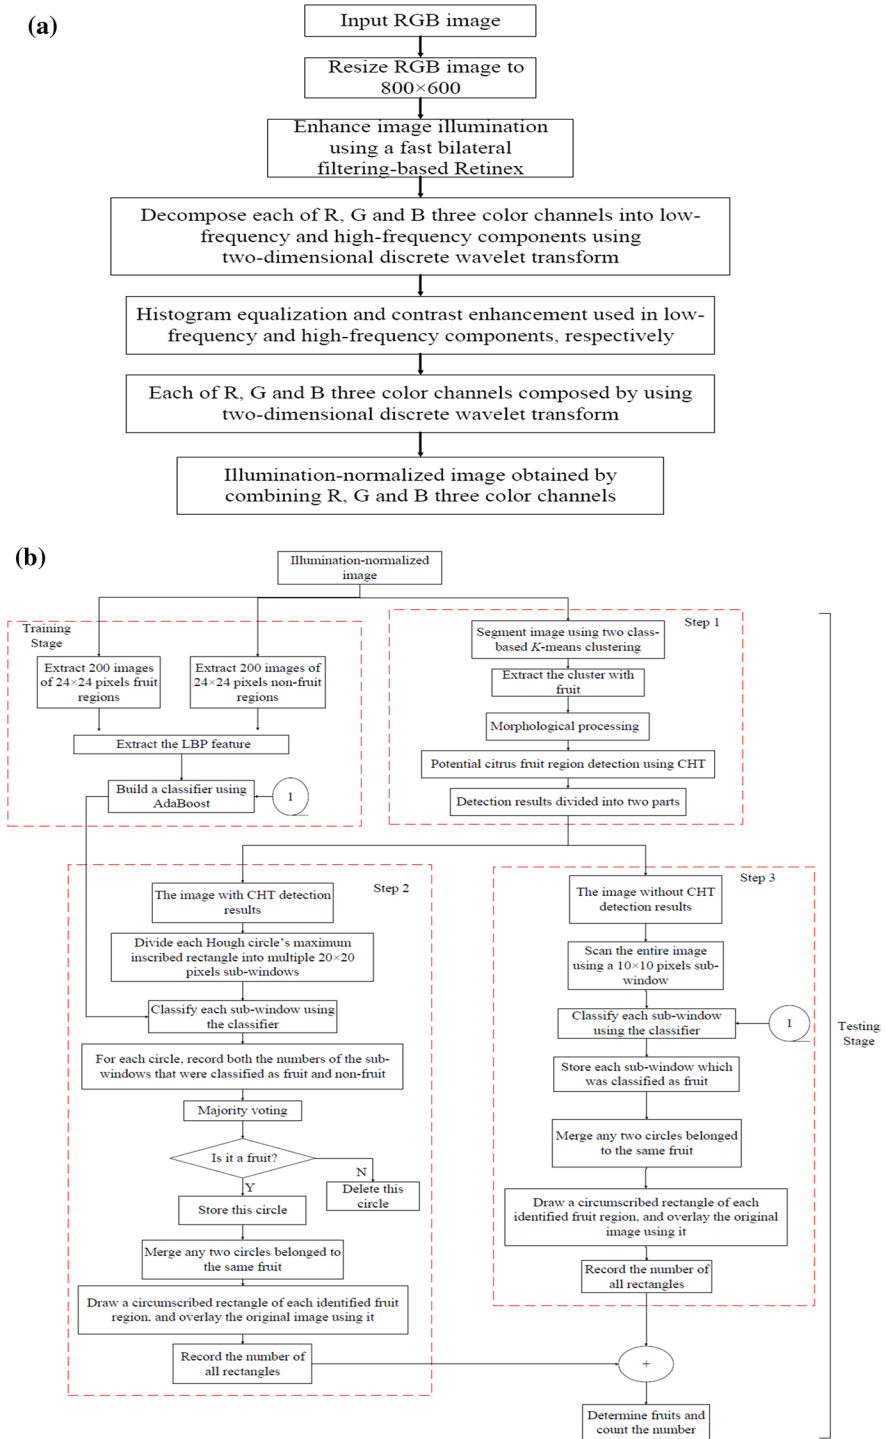 (a)
Input RGB image
Resize RGB image to
800×600
Enhance image illumination
using a fast bilateral
filtering-based Retinex
Decompose each of R, G and B three color channels into low-
frequency and high-frequency components using
two-dimensional discrete wavelet transform
Histogram equalization and contrast enhancement used in low-
frequency and high-frequency components, respectively
Each of R, G and B three color channels composed by using
two-dimensional discrete wavelet transform
Illumination-normalized image obtained by
combining R, G and B three color channels
(b)
Illumination-normalized
image
Training
Stage
Extract 200 images
of 24×24 pixels fruit
regions
Extract 200 images of
24×24 pixels non-fruit
regions
Extract the LBP feature
Build a classifier using
AdaBoost
1
Step 1
Segment image using two class-
based K-means clustering
Extract the cluster with
fruit
Morphological processing
Potential citrus fruit region detection using CHT
Detection results divided into two parts
Step 2
The image with CHT detection
results
Divide each Hough circle's maximum
inscribed rectangle into multiple 20×20
pixels sub-windows
Classify each sub-window using
the classifier
For each circle, record both the numbers of the sub-
windows that were classified as fruit and non-fruit
Majority voting
Is it a fruit?
N
Y
Delete this
circle
Store this circle
Merge any two circles belonged to
the same fruit
Draw a circumscribed rectangle of each identified fruit
region, and overlay the original image using it
Record the number of
all rectangles
Step 3
The image without CHT
detection results
Scan the entire image
using a 10×10 pixels sub-
window
Classify each sub-window
using the classifier
1
Store each sub-window which
was classified as fruit
Merge any two circles belonged
to the same fruit
Draw a circumscribed rectangle of each
identified fruit region, and overlay the original
image using it
Record the number of
all rectangles
+
Determine fruits and
count the number
Testing
Stage